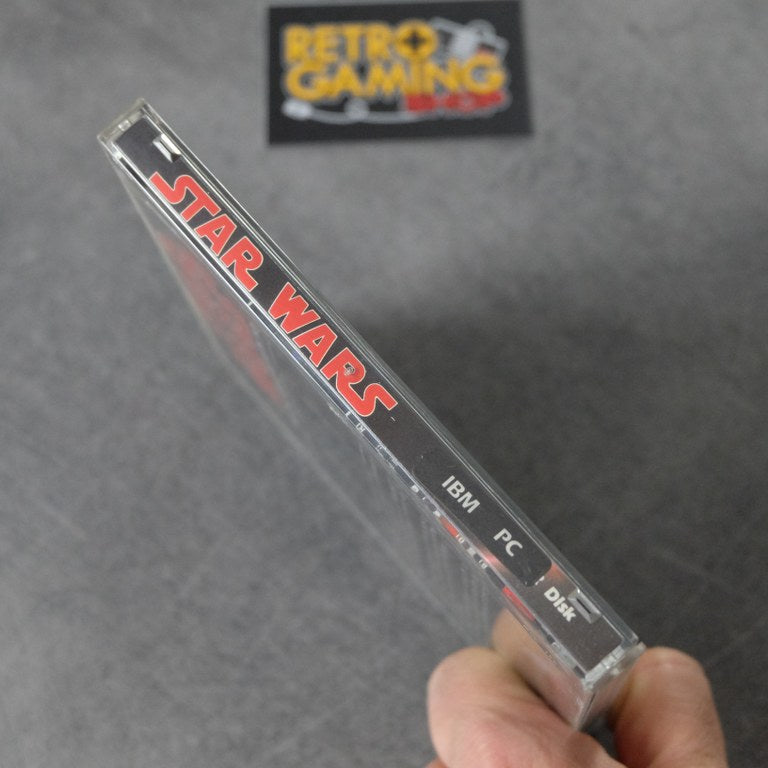 RETRO
GAMING
SHOP
STAR WARS
IBM PC
Disk